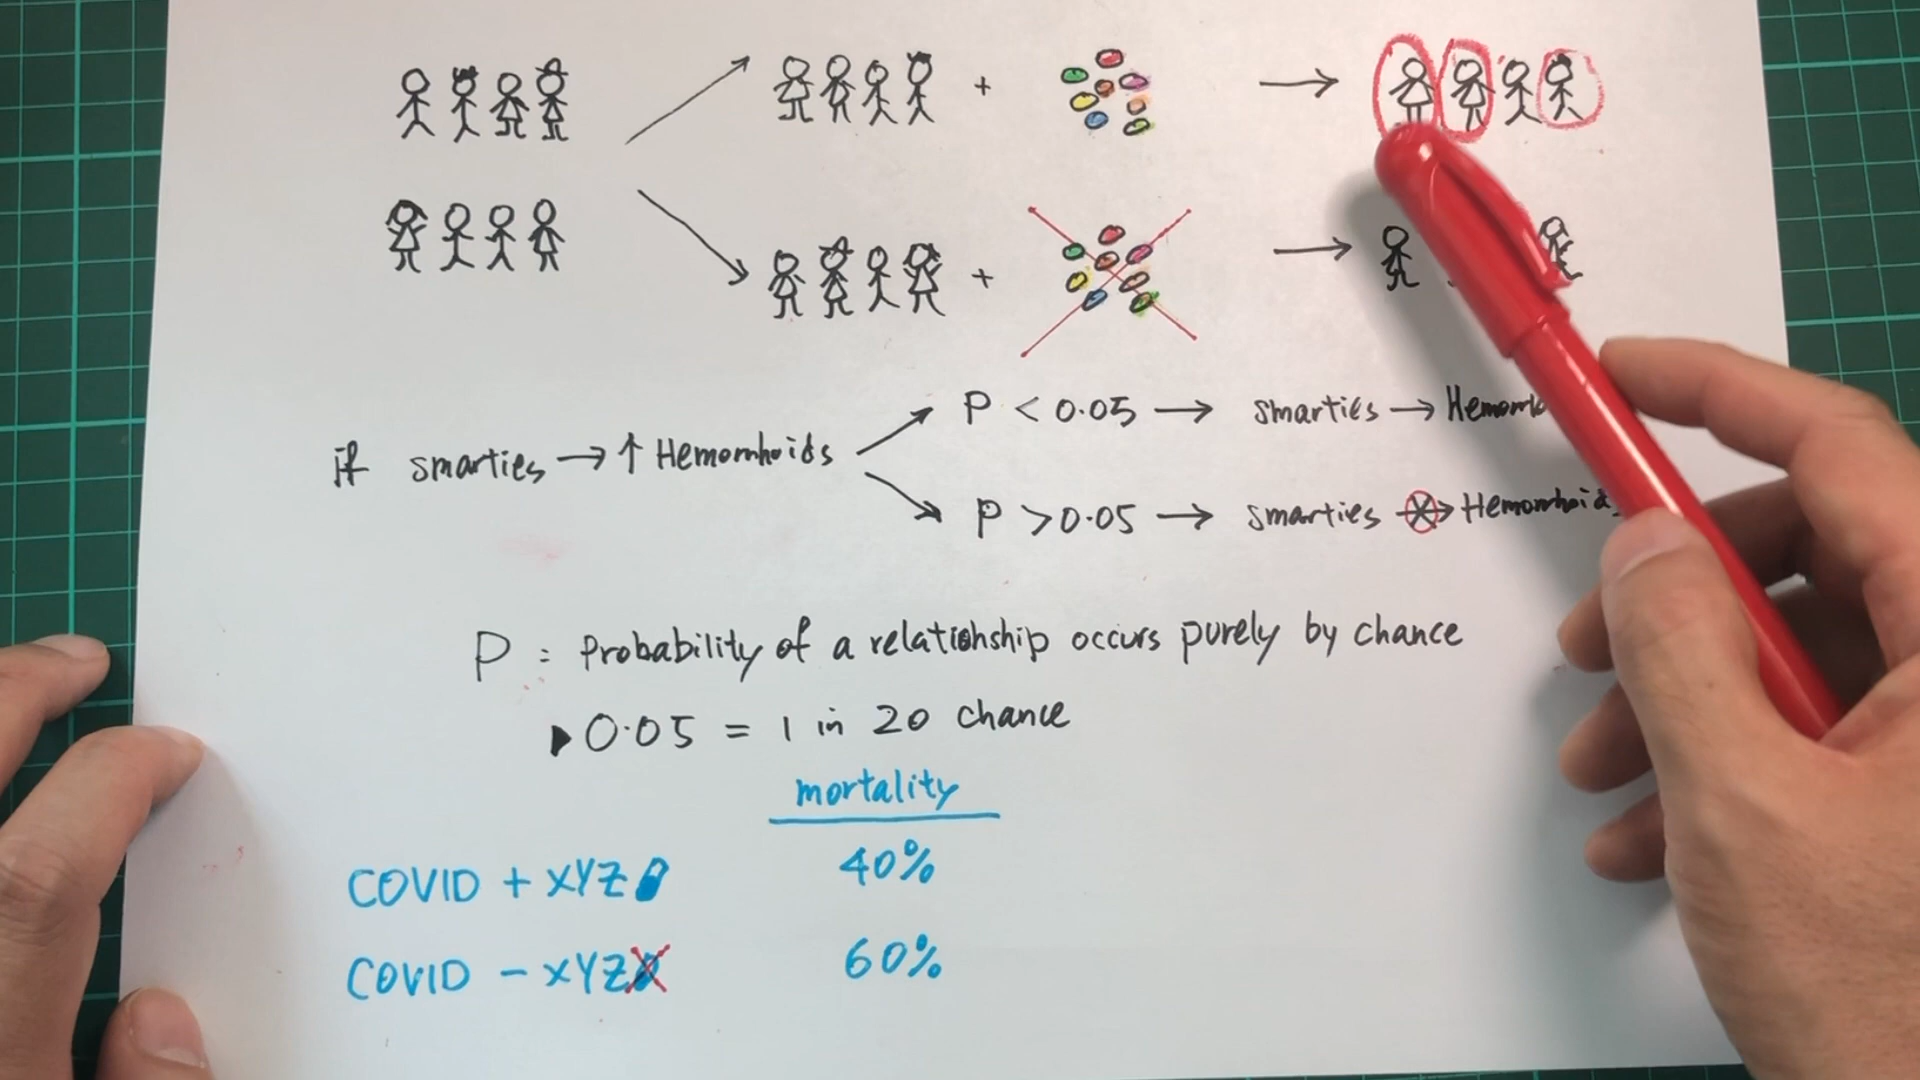 +
+
if smarties → ↑ Hemorrhoids
P < 0.05 → smarties →
P > 0.05 → smarties → Hemorrhoids
P : Probability of a relationship occurs purely by chance
▸ 0.05 = 1 in 20 chance
mortality
COVID + XYZ 40%
COVID - XYZ 60%